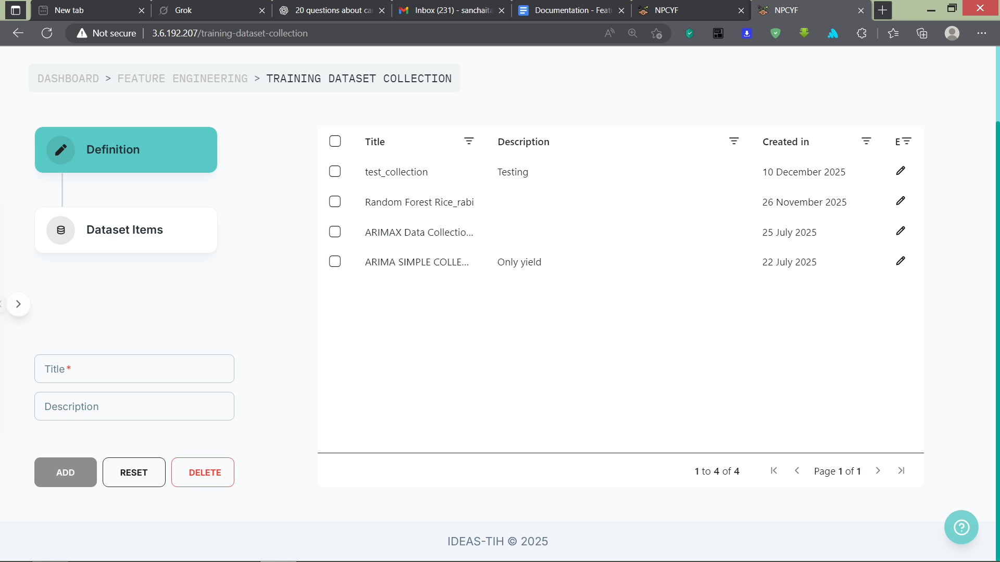 New tab
Grok
20 questions about ca
Inbox (231) - sanchaita
Documentation - Feat
NPCYF
NPCYF
Not secure
3.6.192.207/training-dataset-collection
DASHBOARD > FEATURE ENGINEERING > TRAINING DATASET COLLECTION
Definition
Dataset Items
Title*
Description
ADD
RESET
DELETE
Title Description Created in E
test_collection Testing 10 December 2025
Random Forest Rice_rabi 26 November 2025
ARIMAX Data Collectio... 25 July 2025
ARIMA SIMPLE COLLE... Only yield 22 July 2025
1 to 4 of 4 Page 1 of 1
IDEAS-TIH © 2025